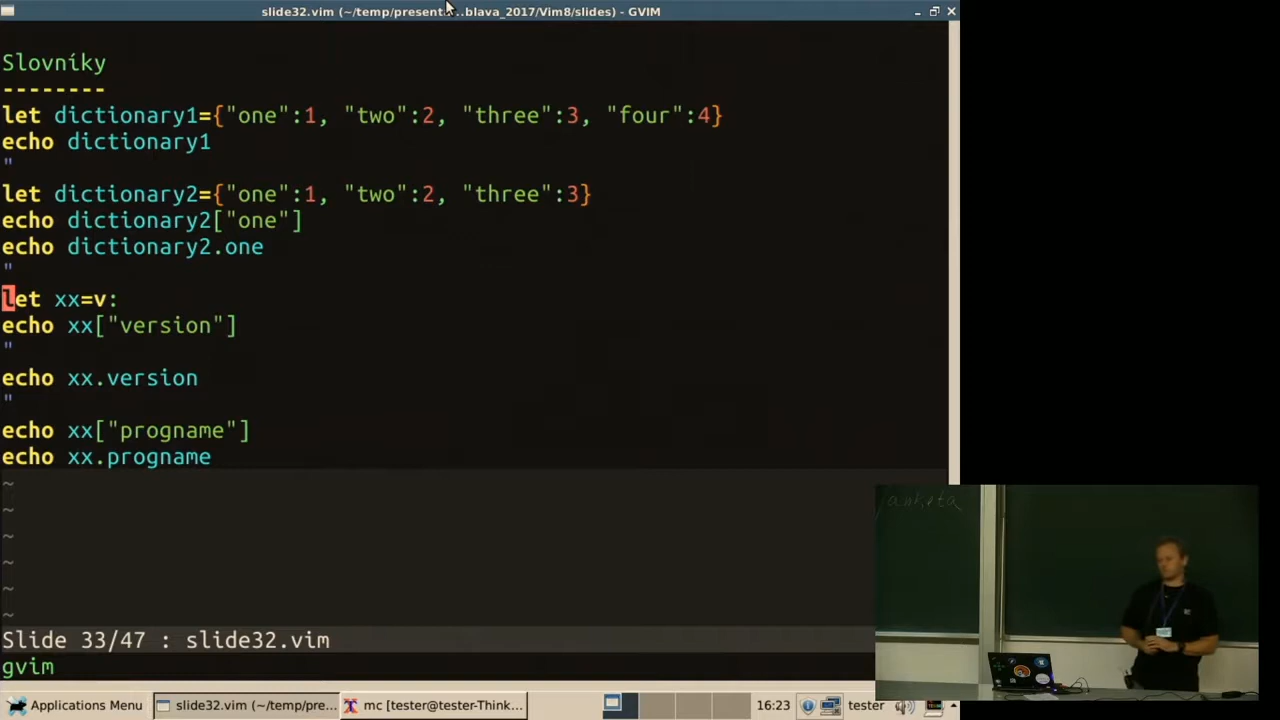 slide32.vim (~/temp/presenta...blava_2017/Vim8/slides) - GVIM
Slovníky
--------
let dictionary1={"one":1, "two":2, "three":3, "four":4}
echo dictionary1
"
let dictionary2={"one":1, "two":2, "three":3}
echo dictionary2["one"]
echo dictionary2.one
"
let xx=v:
echo xx["version"]
"
echo xx.version
"
echo xx["progname"]
echo xx.progname
~
~
~
~
~
~
Slide 33/47 : slide32.vim
gvim
anketa
Applications Menu
slide32.vim (~/temp/pre...
mc [tester@tester-Think...
16:23
tester